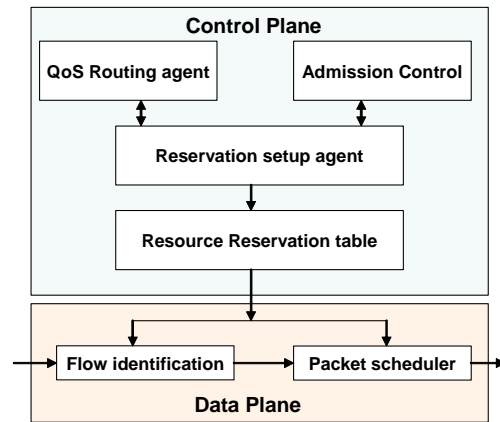 Control Plane
QoS Routing agent
Admission Control
Reservation setup agent
Resource Reservation table
Flow identification
Packet scheduler
Data Plane